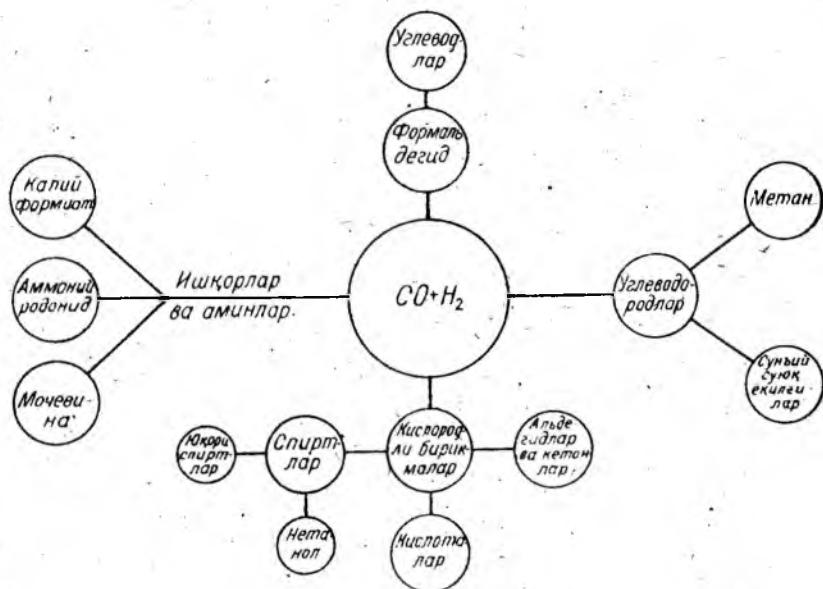 Углевод-
лар
Формаль
дегид
Калий
формиат
Метан
Ишқорлар
ва аминлар.
CO+H₂
Аммоний
роданид
Углеводо-
родлар
Мочеви-
на
Сунъий
суюқ
ёқилғи
лар
Юқори
спирт-
лар
Спирт-
лар
Кислород-
ли бирик-
малар
Альде
гидлар
ва кетон
лар
Нета-
нол
Кислота-
лар